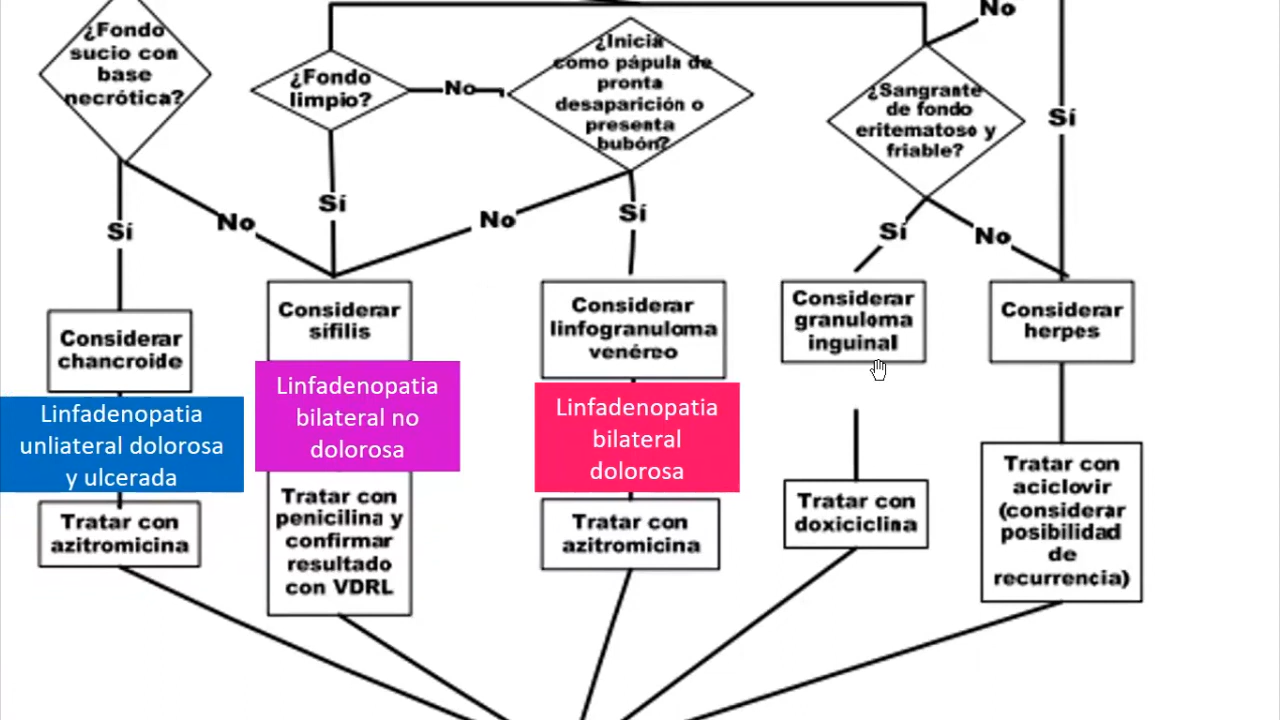 ¿Fondo
sucio con
base
necrótica?
¿Fondo
limpio?
No
¿Inicia
como pápula de
pronta
desaparición o
presenta
bubón?
No
¿Sangrante
de fondo
eritematoso y
friable?
Sí
Sí
No
Sí
No
Sí
Sí
No
Considerar
chancroide
Considerar
sífilis
Considerar
linfogranuloma
venéreo
Considerar
granuloma
inguinal
Considerar
herpes
Linfadenopatia
unliateral dolorosa
y ulcerada
Linfadenopatia
bilateral no
dolorosa
Linfadenopatia
bilateral
dolorosa
Tratar con
azitromicina
Tratar con
penicilina y
confirmar
resultado
con VDRL
Tratar con
azitromicina
Tratar con
doxiciclina
Tratar con
aciclovir
(considerar
posibilidad
de
recurrencia)